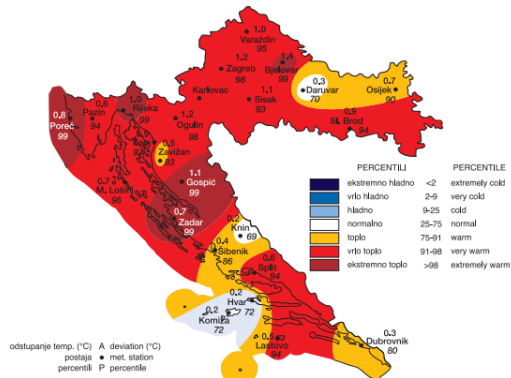 1.0
Varaždin
95
1.2
Zagreb
98
1.4
Bjelovar
99
0.3
Daruvar
70
0.7
Osijek
90
Karlovac
1.1
Sisak
93
0.9
Sl. Brod
94
0.8
Poreč
99
0.6
Pazin
94
1.0
Rijeka
99
1.2
Ogulin
98
0.9
Senj
0.5
Zavižan
83
0.7
M. Lošinj
98
1.1
Gospić
99
0.7
Zadar
99
0.2
Knin
69
0.4
Šibenik
86
0.6
Split
94
0.2
Hvar
72
0.2
Komiža
72
0.5
Lastovo
94
0.3
Dubrovnik
80
PERCENTILI PERCENTILE
ekstremno hladno <2 extremely cold
vrlo hladno 2-9 very cold
hladno 9-25 cold
normalno 25-75 normal
toplo 75-91 warm
vrlo toplo 91-98 very warm
ekstremno toplo >98 extremely warm
odstupanje temp. (°C) A deviation (°C)
postaja ● met. station
percentili P percentile